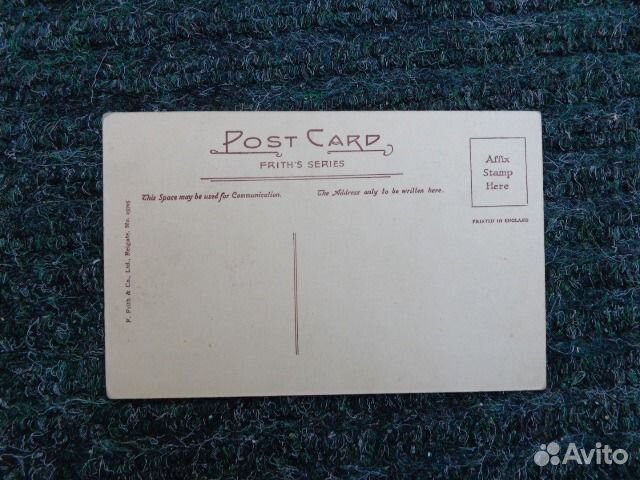 POST CARD
FRITH'S SERIES
Affix
Stamp
Here
This Space may be used for Communication.
The Address only to be written here.
PRINTED IN ENGLAND
F. Frith & Co., Ltd., Reigate. No.
Avito